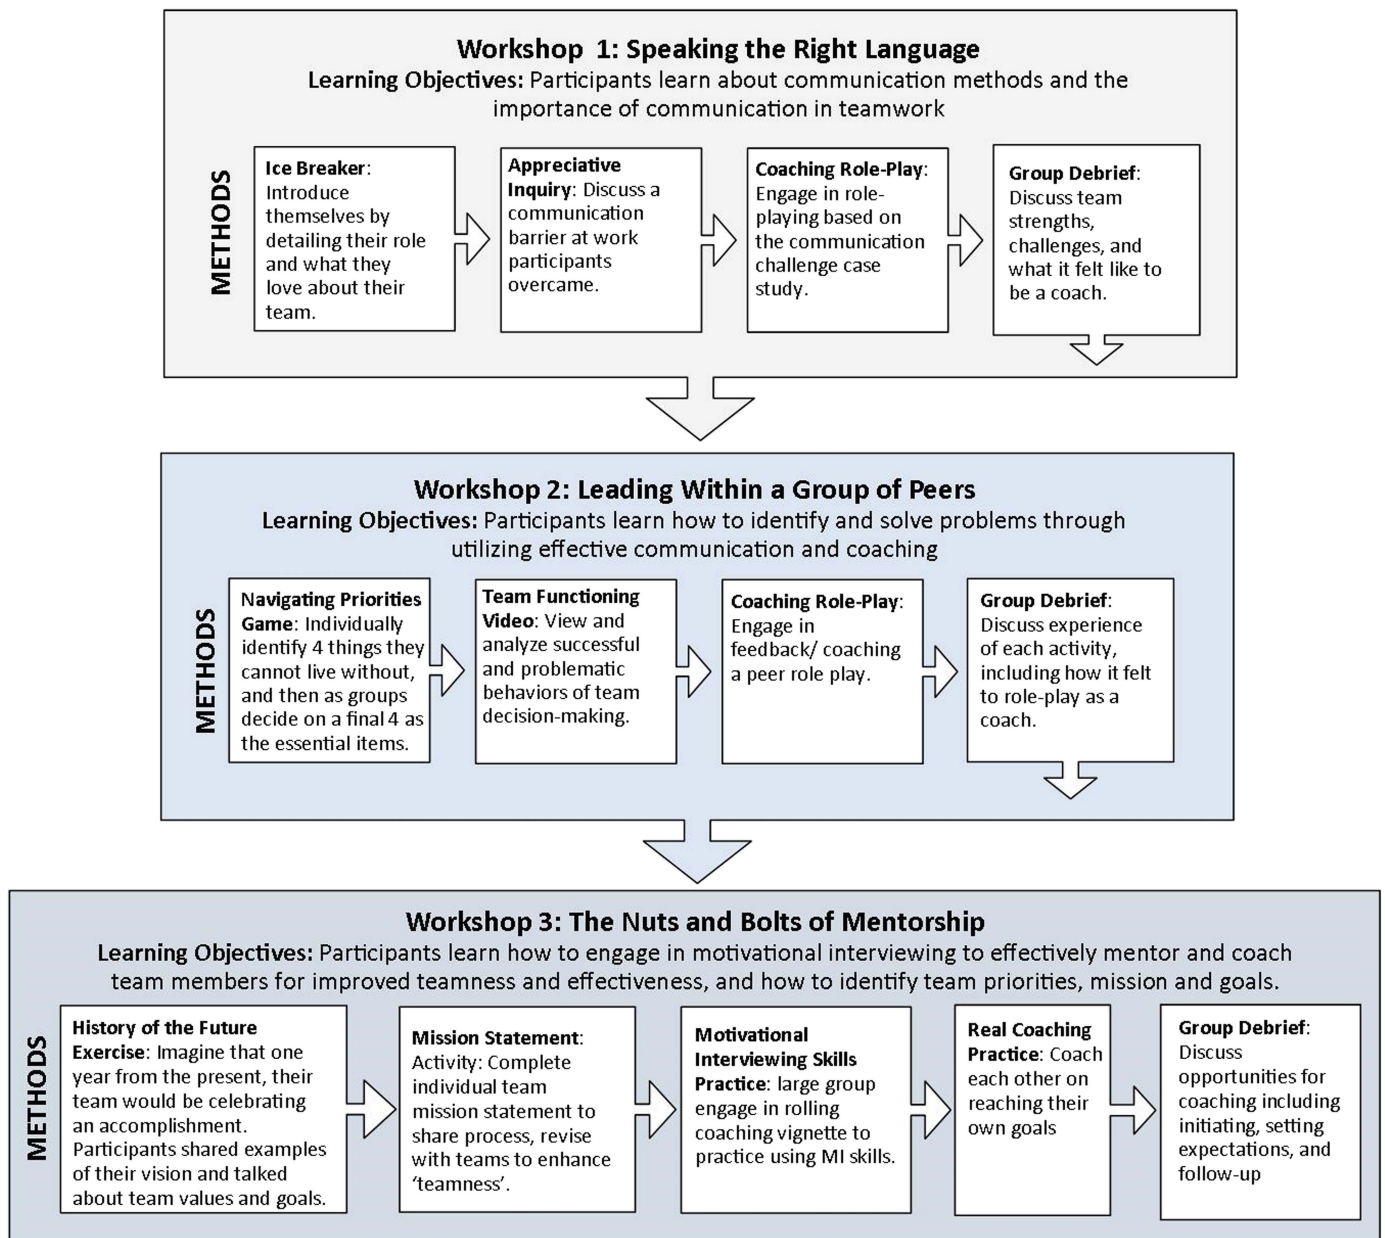 Workshop  1: Speaking the Right Language
Learning Objectives: Participants learn about communication methods and the
importance of communication in teamwork
METHODS
Ice Breaker:
Introduce
themselves by
detailing their role
and what they
love about their
team.
Appreciative
Inquiry: Discuss a
communication
barrier at work
participants
overcame.
Coaching Role-Play:
Engage in role-
playing based on
the communication
challenge case
study.
Group Debrief:
Discuss team
strengths,
challenges, and
what it felt like to
be a coach.
Workshop 2: Leading Within a Group of Peers
Learning Objectives: Participants learn how to identify and solve problems through
utilizing effective communication and coaching
METHODS
Navigating Priorities
Game: Individually
identify 4 things they
cannot live without,
and then as groups
decide on a final 4 as
the essential items.
Team Functioning
Video: View and
analyze successful
and problematic
behaviors of team
decision-making.
Coaching Role-Play:
Engage in
feedback/ coaching
a peer role play.
Group Debrief:
Discuss experience
of each activity,
including how it felt
to role-play as a
coach.
Workshop 3: The Nuts and Bolts of Mentorship
Learning Objectives: Participants learn how to engage in motivational interviewing to effectively mentor and coach
team members for improved teamness and effectiveness, and how to identify team priorities, mission and goals.
METHODS
History of the Future
Exercise: Imagine that one
year from the present, their
team would be celebrating
an accomplishment.
Participants shared examples
of their vision and talked
about team values and goals.
Mission Statement:
Activity: Complete
individual team
mission statement to
share process, revise
with teams to enhance
‘teamness’.
Motivational
Interviewing Skills
Practice: large group
engage in rolling
coaching vignette to
practice using MI skills.
Real Coaching
Practice: Coach
each other on
reaching their
own goals
Group Debrief:
Discuss
opportunities for
coaching including
initiating, setting
expectations, and
follow-up